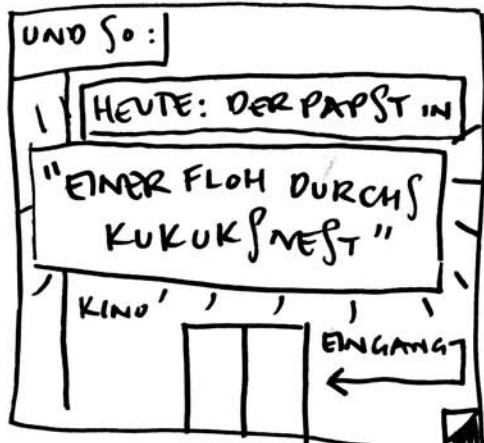 UND SO:
HEUTE: DER PAPST IN
"EINER FLOH DURCHS
KUKUKSNEST"
KINO
EINGANG